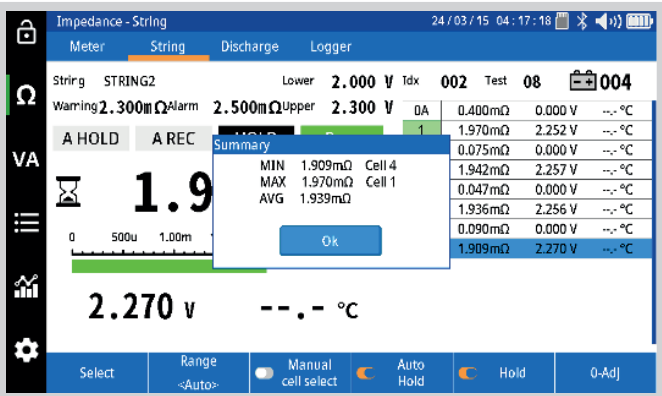 Impedance - String 24/03/15 04:17:18
Meter String Discharge Logger
String STRING2 Lower 2.000 V Idx 002 Test 08 004
Warning 2.300mΩ Alarm 2.500mΩ Upper 2.300 V 0A 0.400mΩ 0.000 V --.- °C
A HOLD A REC 1 1.970mΩ 2.252 V --.- °C
Summary 0.075mΩ 0.000 V --.- °C
MIN 1.909mΩ Cell 4 1.942mΩ 2.257 V --.- °C
Ω
VA
MAX 1.970mΩ Cell 1 0.047mΩ 0.000 V --.- °C
1.9 AVG 1.939mΩ 1.936mΩ 2.256 V --.- °C
0 500u 1.00m Ok 0.090mΩ 0.000 V --.- °C
1.909mΩ 2.270 V --.- °C
2.270 V --.- °C
Select Range <Auto> Manual cell select Auto Hold Hold 0-Adj